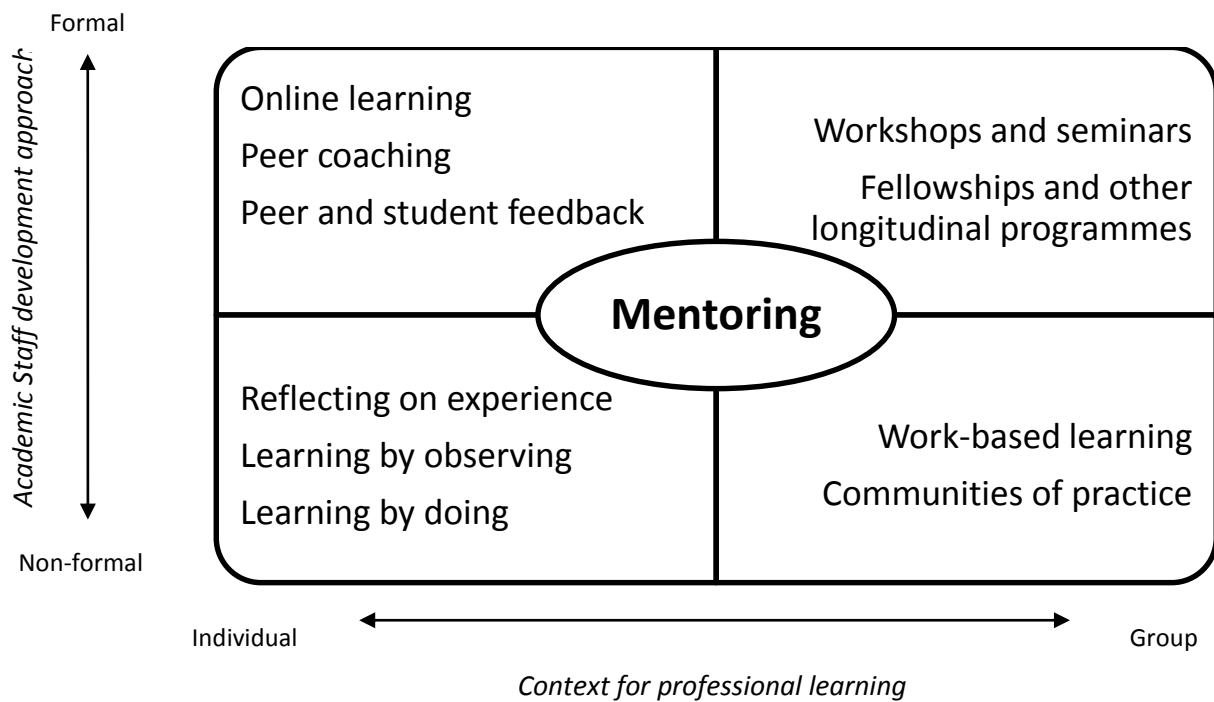 Formal
Academic Staff development approach
Online learning
Peer coaching
Peer and student feedback
Workshops and seminars
Fellowships and other
longitudinal programmes
Mentoring
Reflecting on experience
Learning by observing
Learning by doing
Work-based learning
Communities of practice
Non-formal
Individual
Group
Context for professional learning